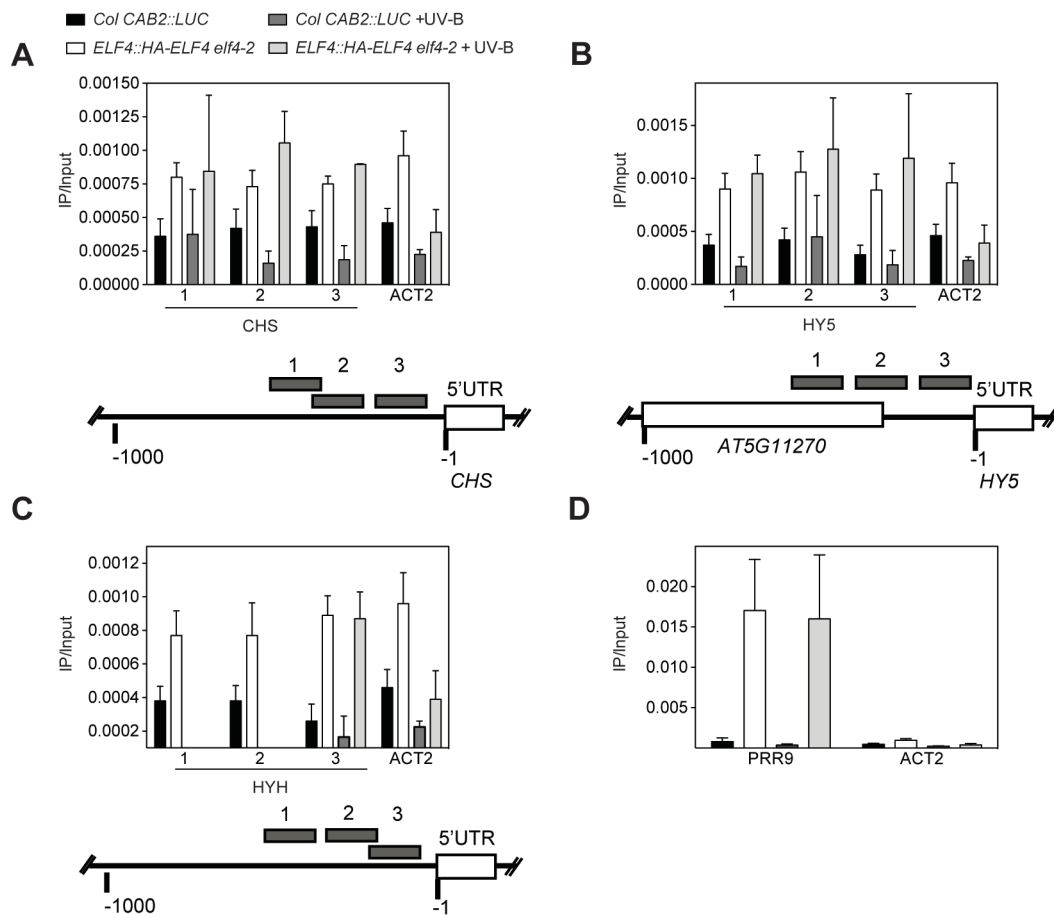 Col CAB2::LUC
Col CAB2::LUC +UV-B
ELF4::HA-ELF4 elf4-2
ELF4::HA-ELF4 elf4-2 + UV-B
A
IP/Input
0.00150
0.00125
0.00100
0.00075
0.00050
0.00025
0.00000
1 2 3 ACT2
CHS
1 2 3
5'UTR
-1000
-1
CHS
B
IP/Input
0.0015
0.0010
0.0005
0.0000
1 2 3 ACT2
HY5
1 2 3
5'UTR
-1000
AT5G11270
-1
HY5
C
IP/Input
0.0012
0.0010
0.0008
0.0006
0.0004
0.0002
1 2 3 ACT2
HYH
1 2 3
5'UTR
-1000
-1
D
IP/Input
0.020
0.015
0.010
0.005
PRR9 ACT2